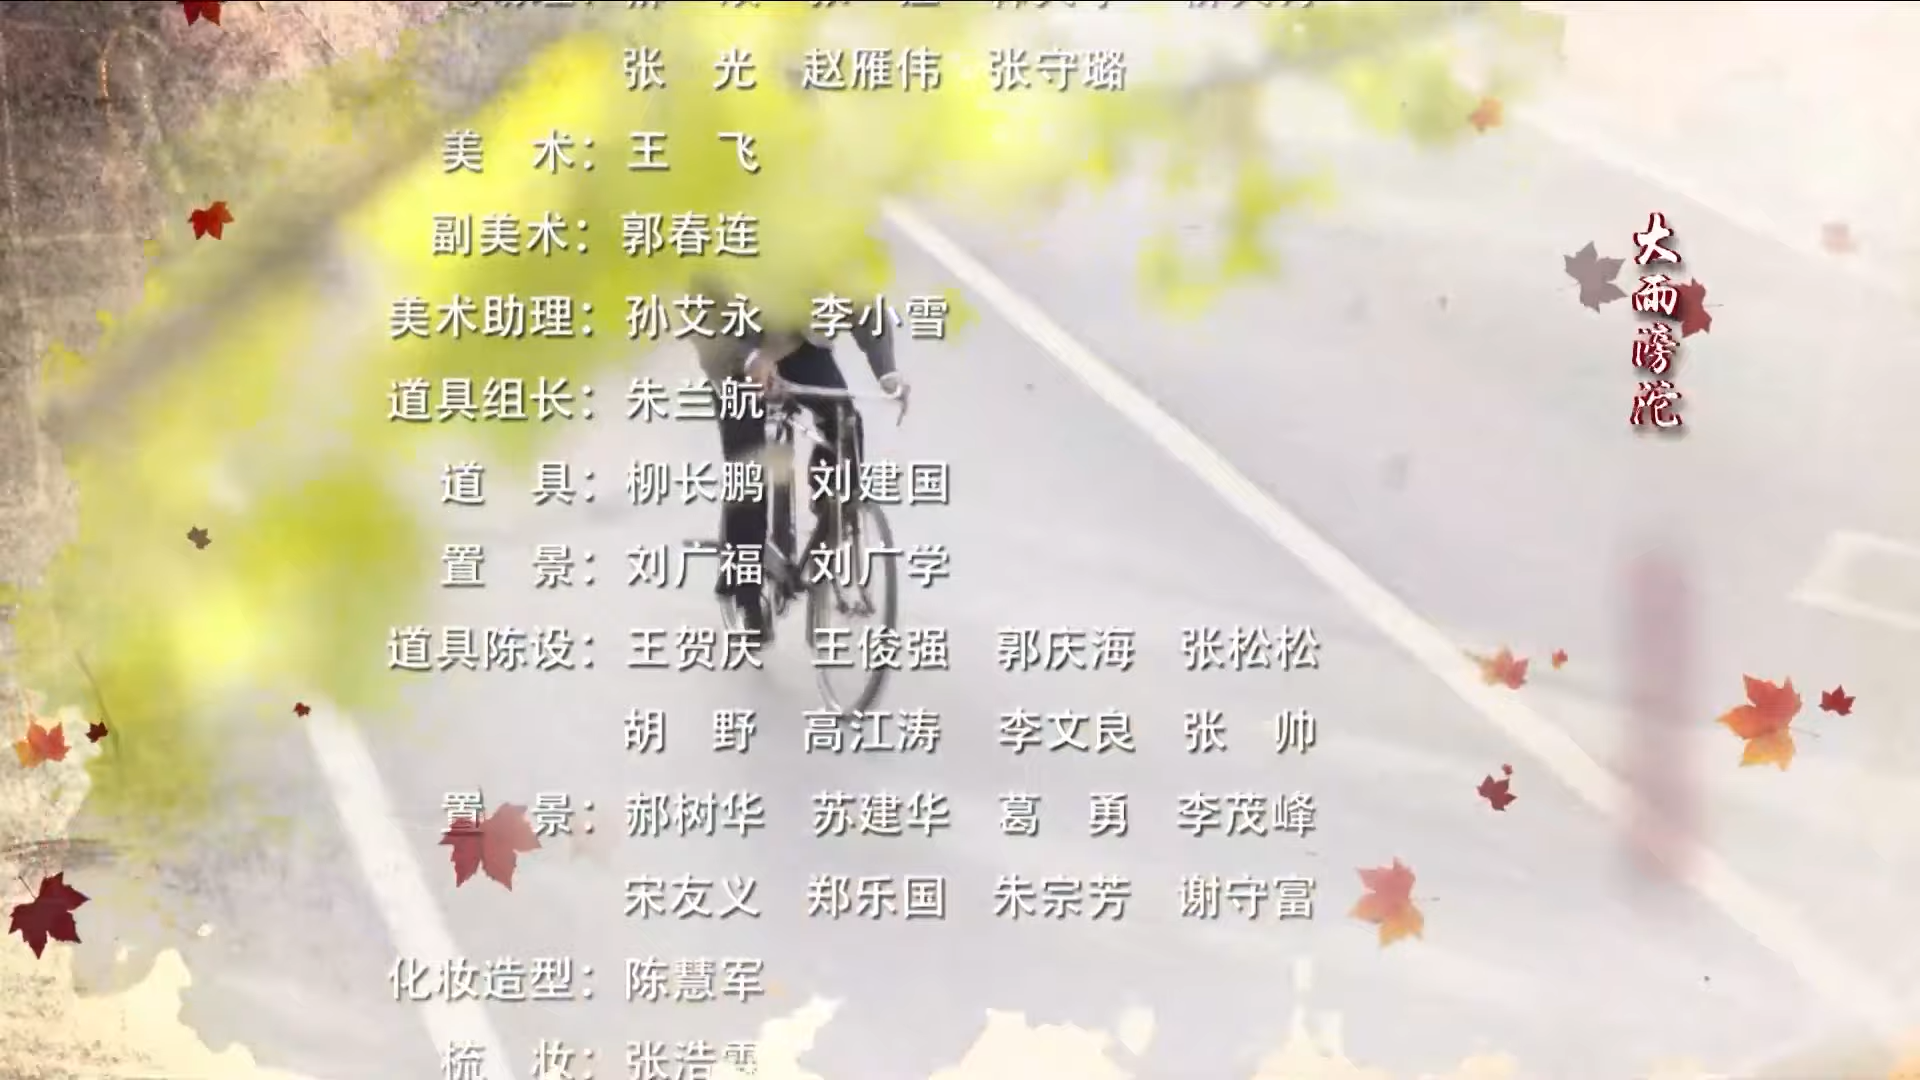 张　光　赵雁伟　张守璐
美　术：王　飞
副美术：郭春连
美术助理：孙艾永　李小雪
道具组长：朱兰航
道　具：柳长鹏　刘建国
置　景：刘广福　刘广学
道具陈设：王贺庆　王俊强　郭庆海　张松松
胡　野　高江涛　李文良　张　帅
置　景：郝树华　苏建华　葛　勇　李茂峰
宋友义　郑乐国　朱宗芳　谢守富
化妆造型：陈慧军
梳　妆：张浩
大雨滂沱